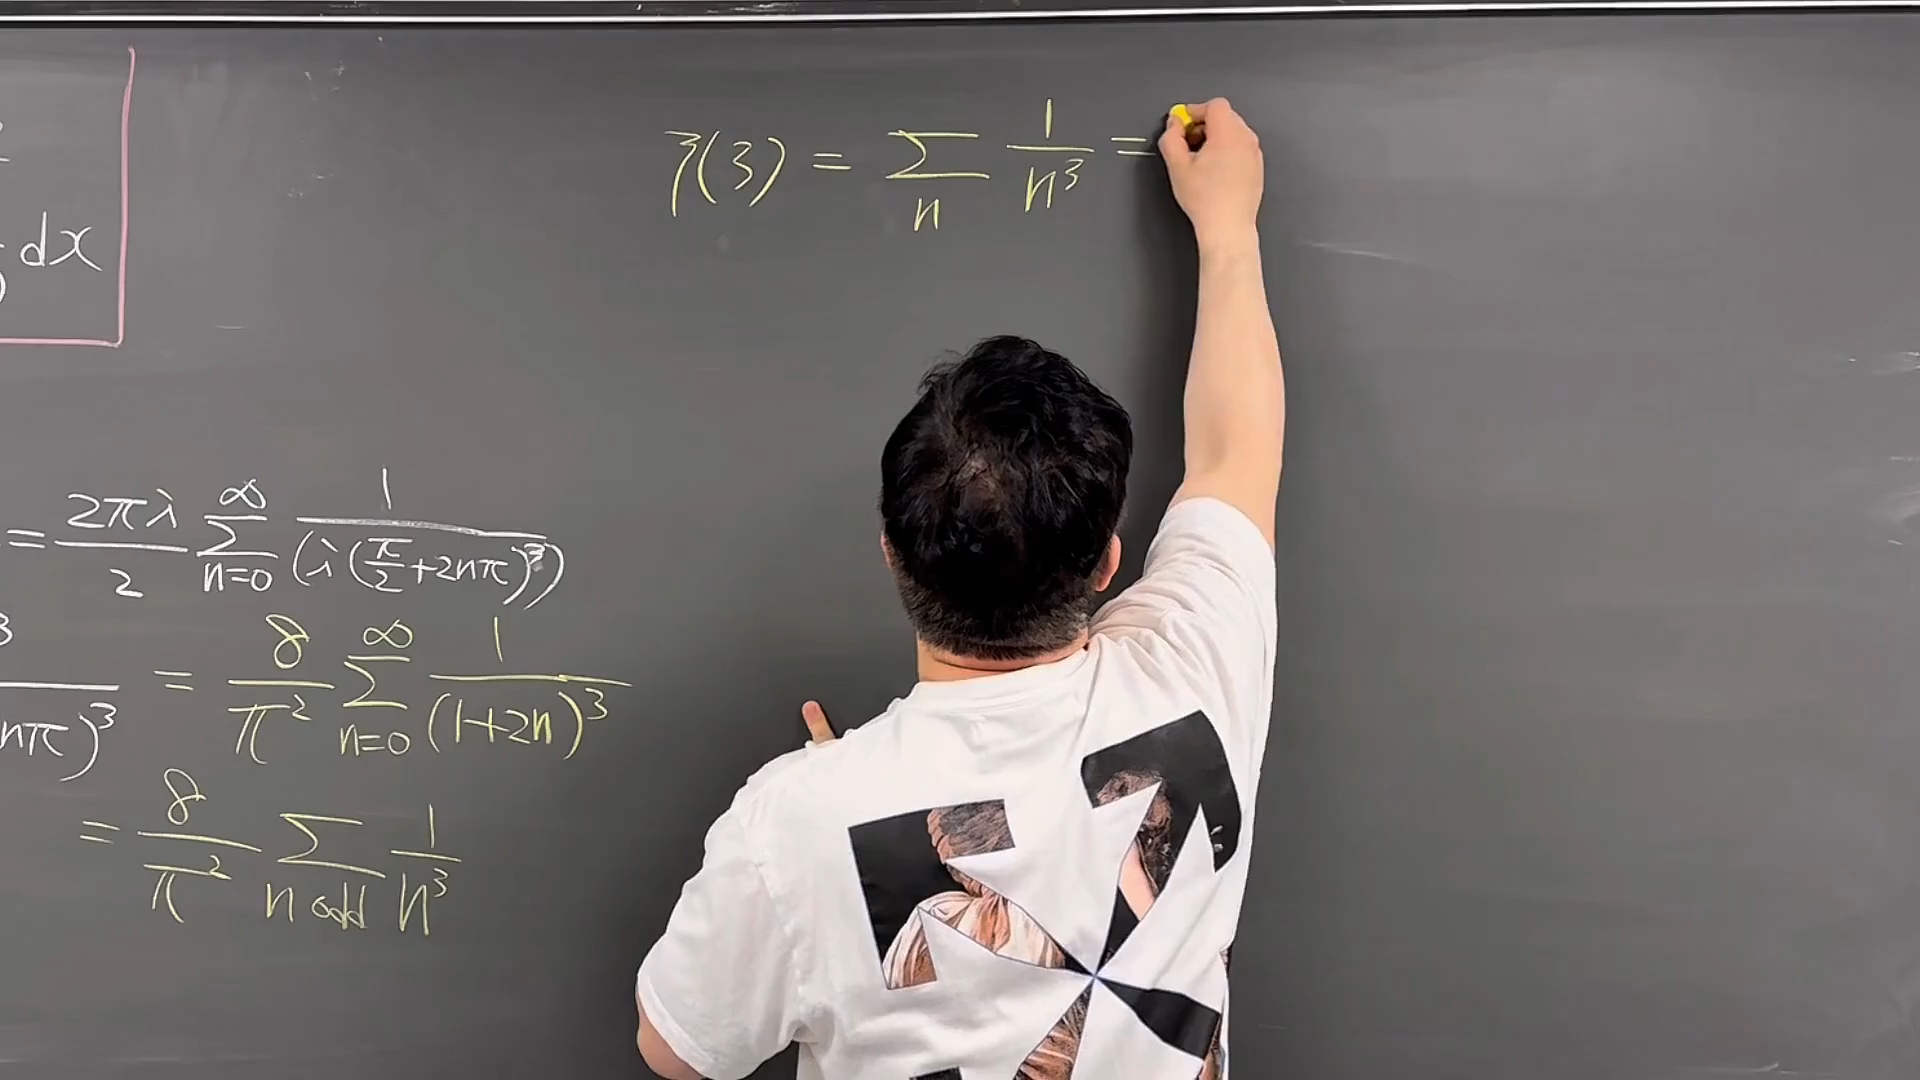 ζ(3) = Σ_n 1/n³ =
dx
= 2πλ/2 Σ_{n=0}^∞ 1/(λ(π/2+2nπ)³)
3
nπ)³ = 8/π² Σ_{n=0}^∞ 1/(1+2n)³
= 8/π² Σ_{n odd} 1/n³